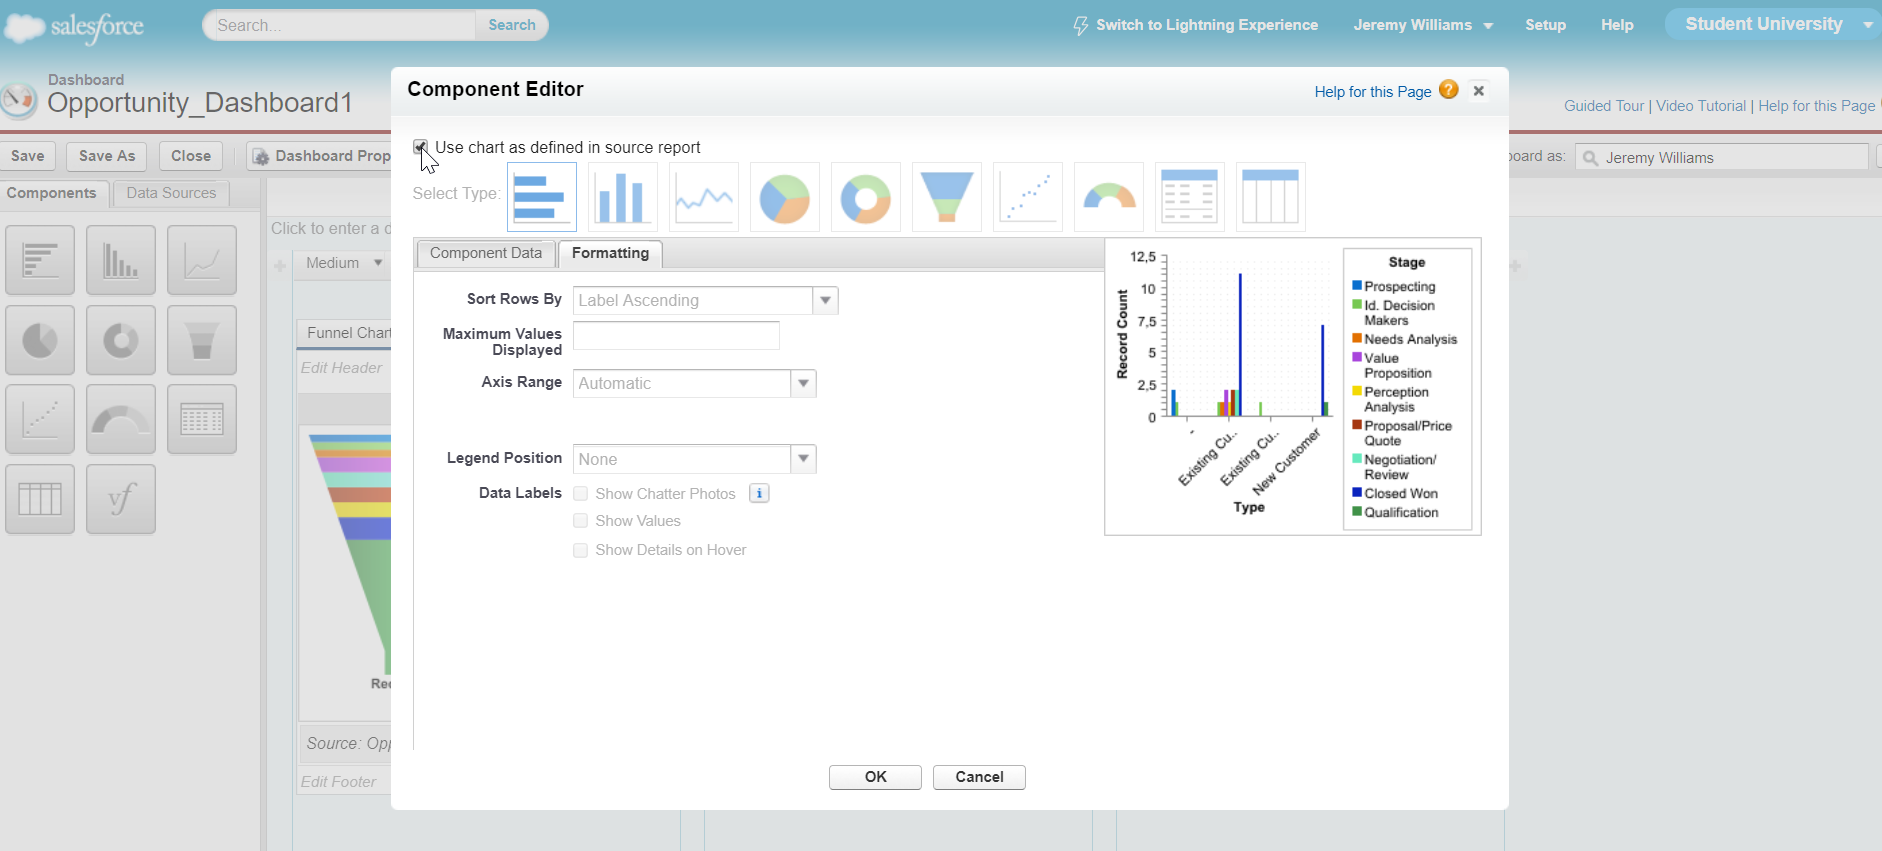 salesforce
Search...
Search
Switch to Lightning Experience
Jeremy Williams
Setup
Help
Student University
Dashboard
Opportunity_Dashboard1
Guided Tour | Video Tutorial | Help for this Page
Save
Save As
Close
Dashboard Prop
board as:
Jeremy Williams
Components
Data Sources
Click to enter a d
Medium
Funnel Chart
Edit Header
Rec
Source: Opp
Edit Footer
vf
Component Editor
Help for this Page
?
Use chart as defined in source report
Select Type:
Component Data
Formatting
Sort Rows By
Label Ascending
Maximum Values
Displayed
Axis Range
Automatic
Legend Position
None
Data Labels
Show Chatter Photos
i
Show Values
Show Details on Hover
Record Count
12,5
10
7,5
5
2,5
0
-
Existing Cu..
Existing Cu..
New Customer
Type
Stage
Prospecting
Id. Decision
Makers
Needs Analysis
Value
Proposition
Perception
Analysis
Proposal/Price
Quote
Negotiation/
Review
Closed Won
Qualification
OK
Cancel